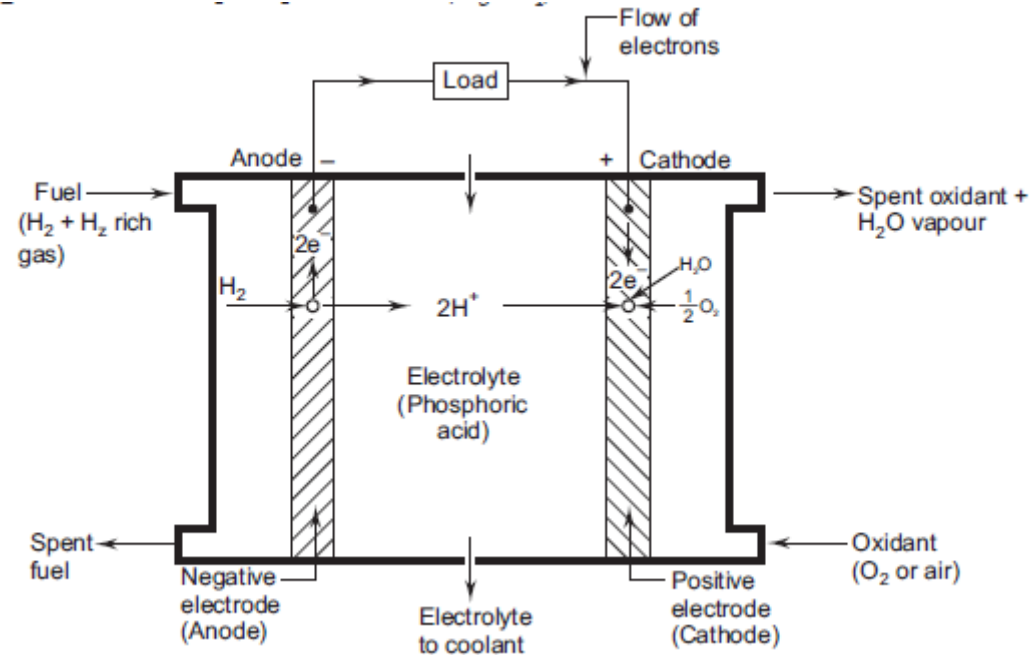 Flow of
electrons
Load
Anode –
+ Cathode
Fuel
(H₂ + H_z rich
gas)
Spent oxidant +
H₂O vapour
2e⁻
2e⁻
H₂O
H₂
2H⁺
½O₂
Electrolyte
(Phosphoric
acid)
Spent
fuel
Oxidant
(O₂ or air)
Negative
electrode
(Anode)
Electrolyte
to coolant
Positive
electrode
(Cathode)